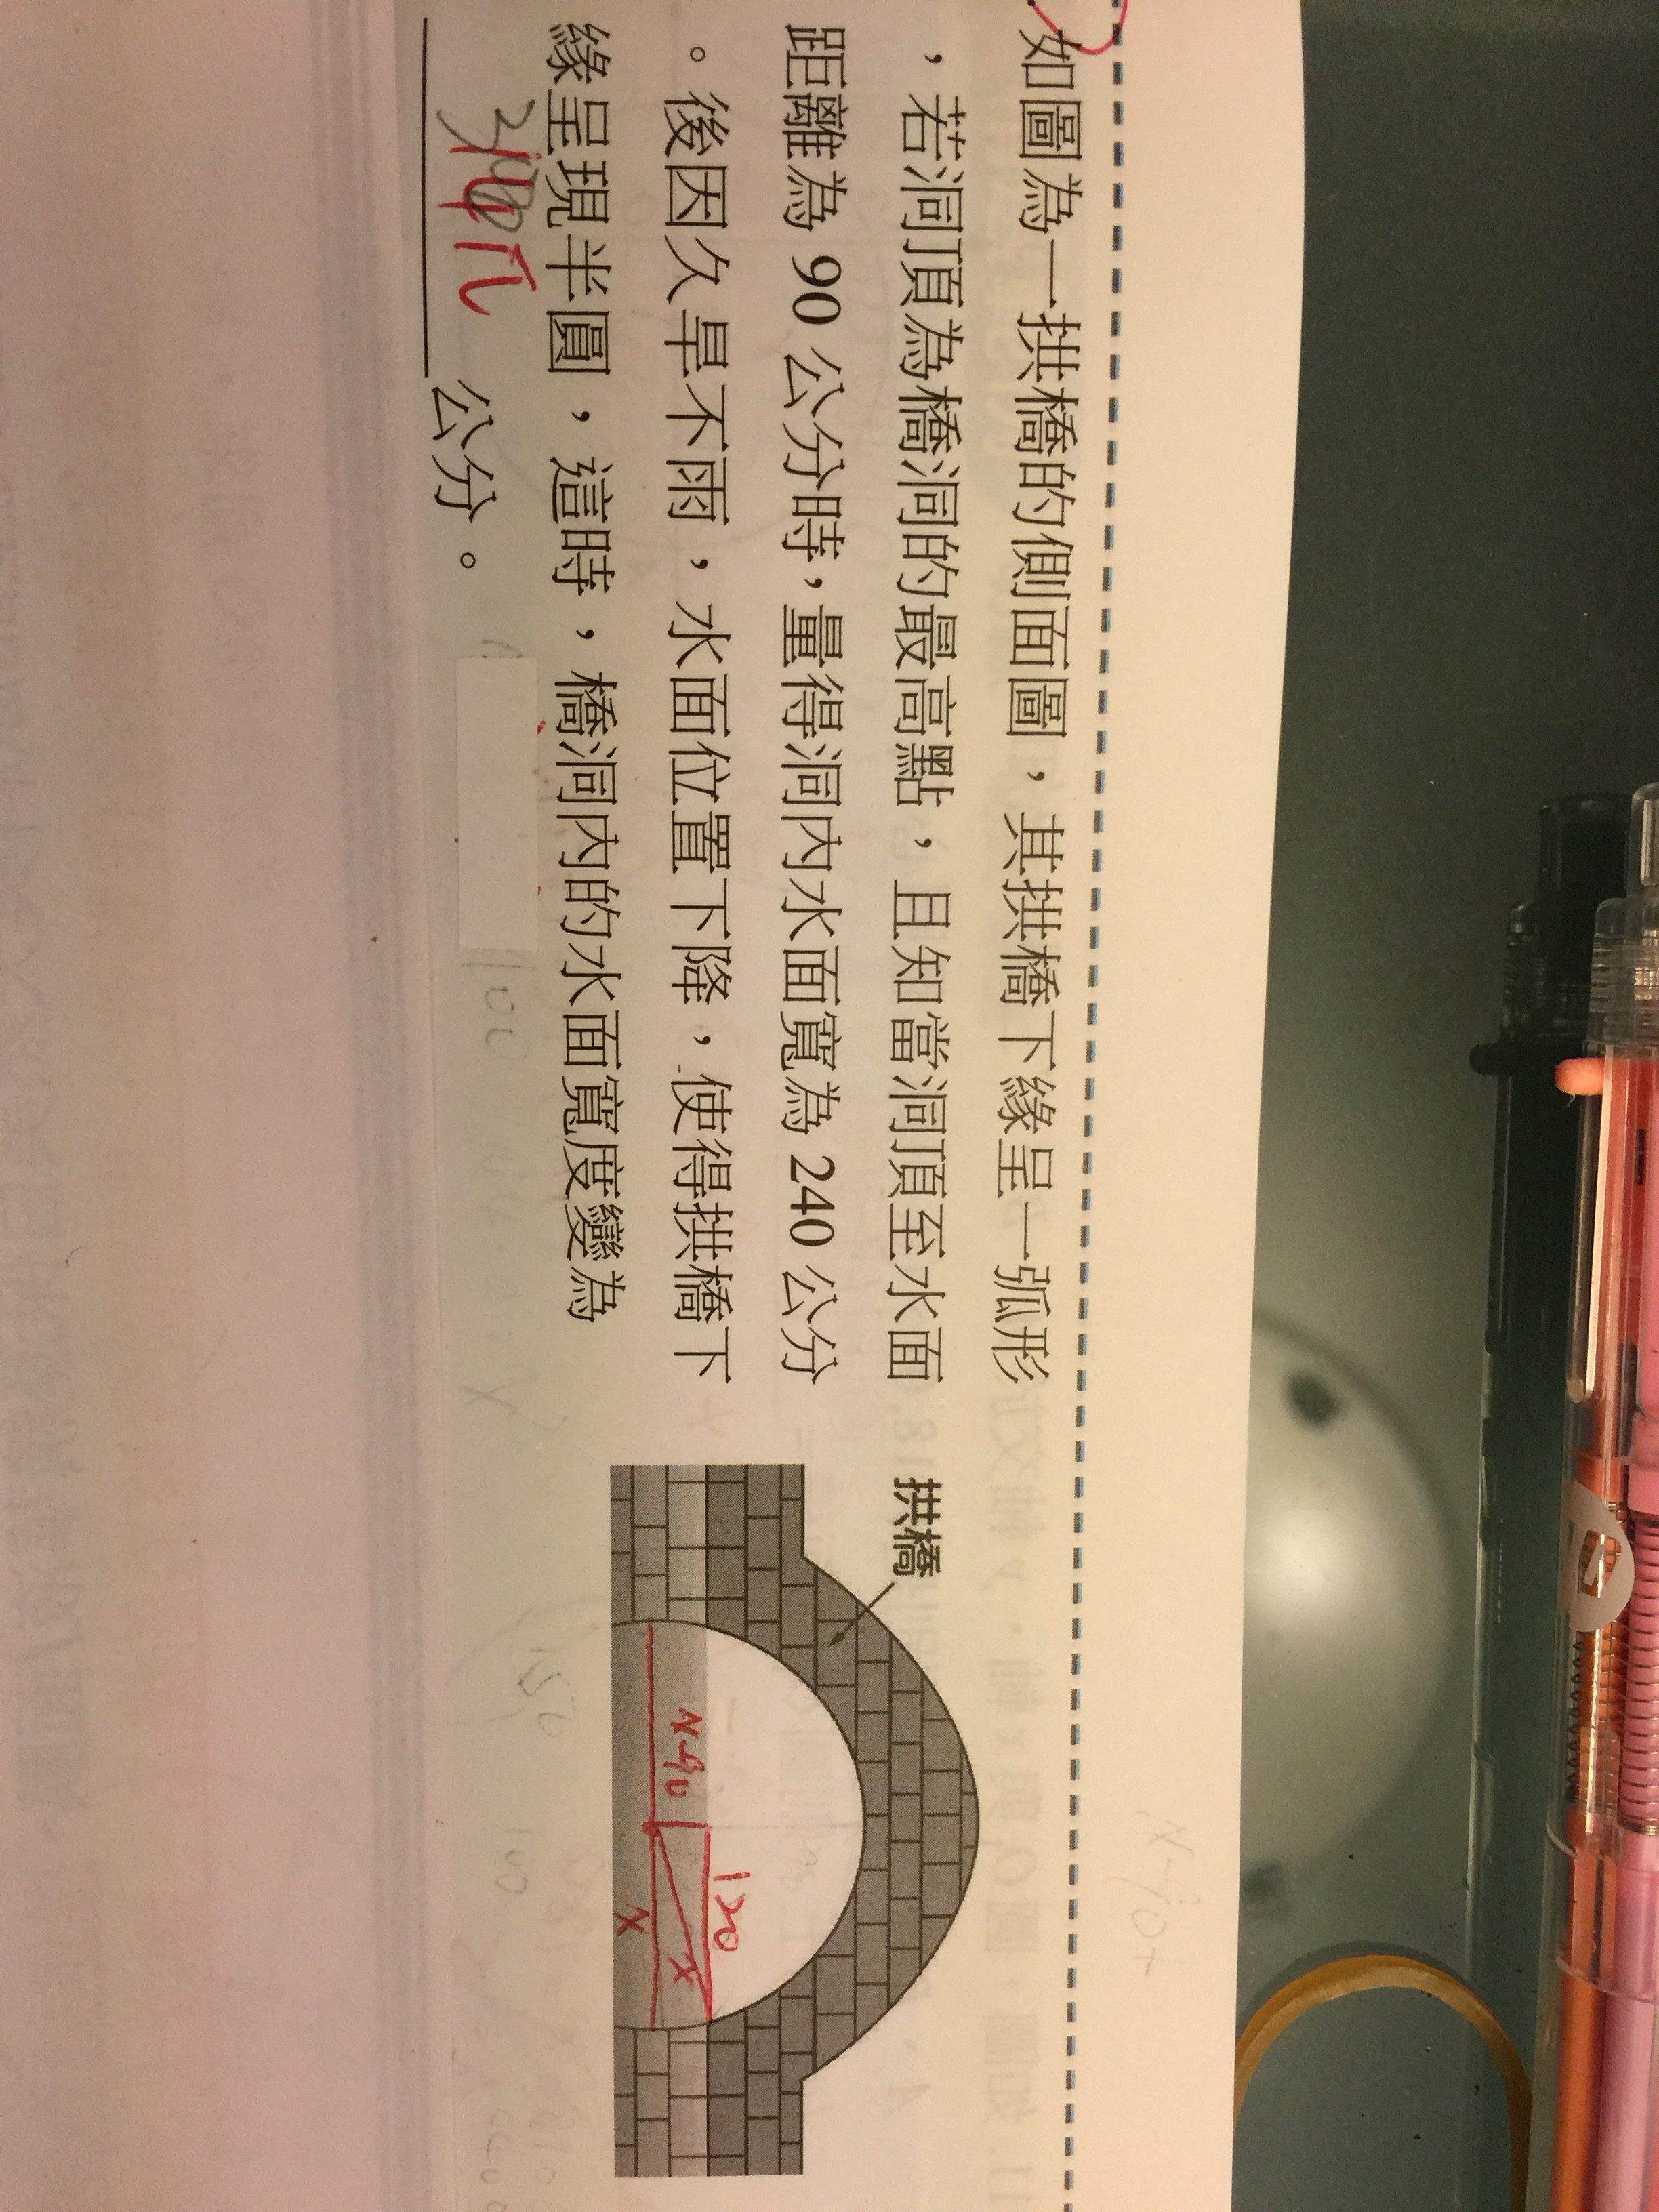 如圖為一拱橋的側面圖，其拱橋下緣呈一弧形
，若洞頂為橋洞的最高點，且知當洞頂至水面
距離為 90 公分時，量得洞內水面寬為 240 公分
。後因久旱不雨，水面位置下降，使得拱橋下
緣呈現半圓，這時，橋洞內的水面寬度變為
公分。
拱橋
x-90
120
x
x